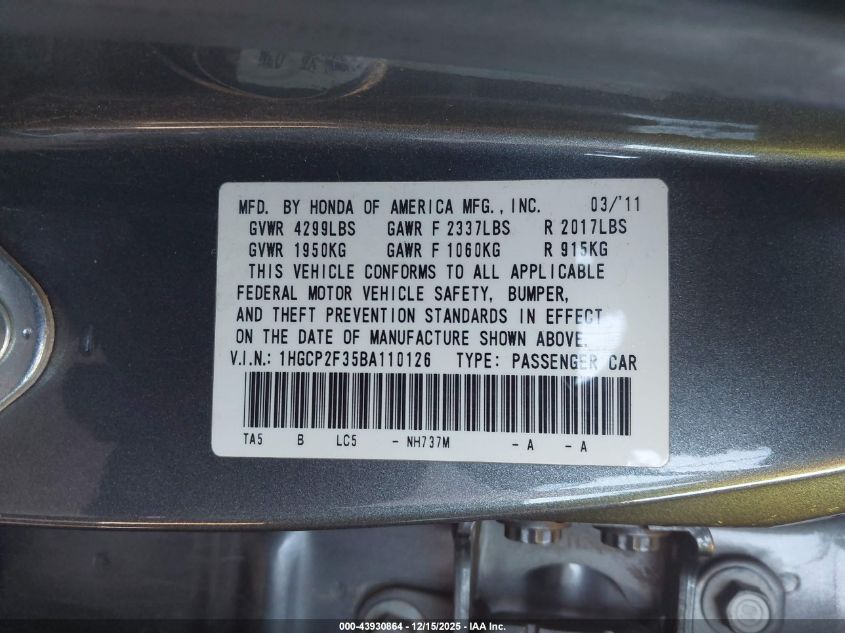 MFD. BY HONDA OF AMERICA MFG., INC. 03/'11
GVWR 4299LBS GAWR F 2337LBS R 2017LBS
GVWR 1950KG GAWR F 1060KG R 915KG
THIS VEHICLE CONFORMS TO ALL APPLICABLE
FEDERAL MOTOR VEHICLE SAFETY, BUMPER,
AND THEFT PREVENTION STANDARDS IN EFFECT
ON THE DATE OF MANUFACTURE SHOWN ABOVE.
V.I.N.: 1HGCP2F35BA110126 TYPE: PASSENGER CAR
TA5 B LC5 - NH737M - A - A
000-43930864 - 12/15/2025 - IAA Inc.